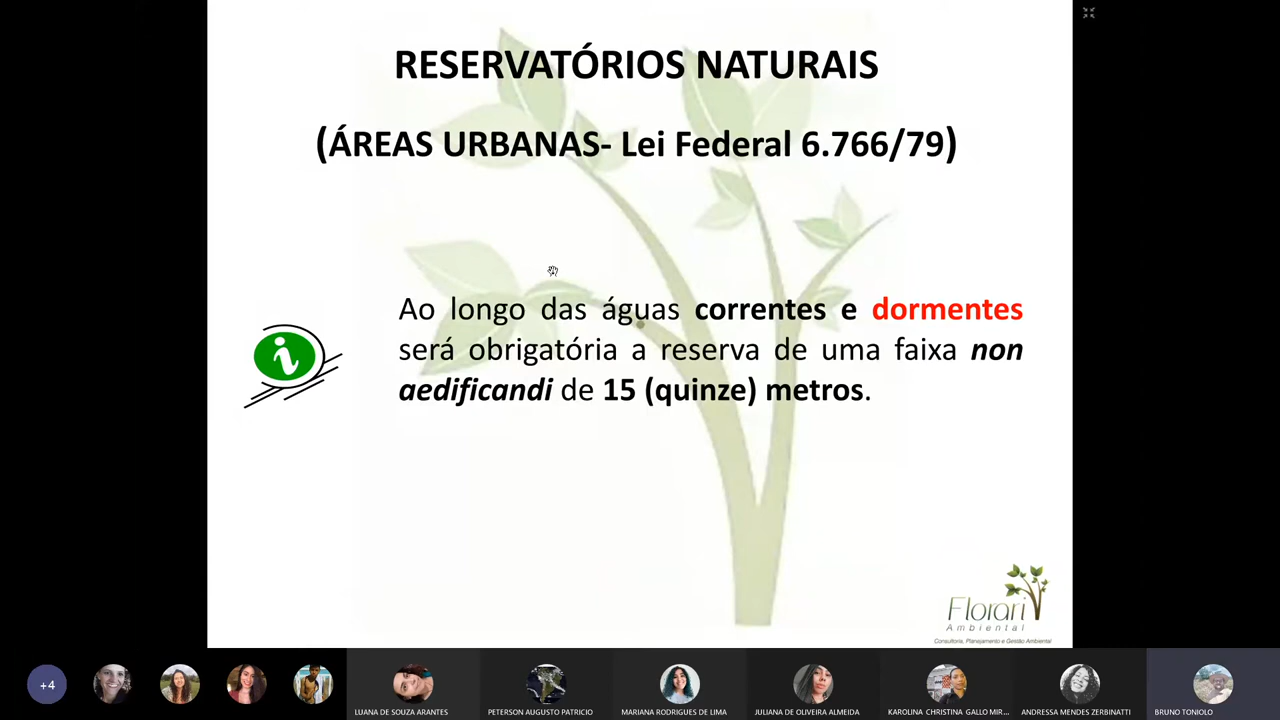 RESERVATÓRIOS NATURAIS
(ÁREAS URBANAS- Lei Federal 6.766/79)
Ao longo das águas correntes e dormentes
será obrigatória a reserva de uma faixa non
aedificandi de 15 (quinze) metros.
i
Florari
Ambiental
Consultoria, Planejamento e Gestão Ambiental
+4
LUANA DE SOUZA ARANTES
PETERSON AUGUSTO PATRICIO
MARIANA RODRIGUES DE LIMA
JULIANA DE OLIVEIRA ALMEIDA
KAROLINA CHRISTINA GALLO MIR...
ANDRESSA MENDES ZERBINATTI
BRUNO TONIOLO